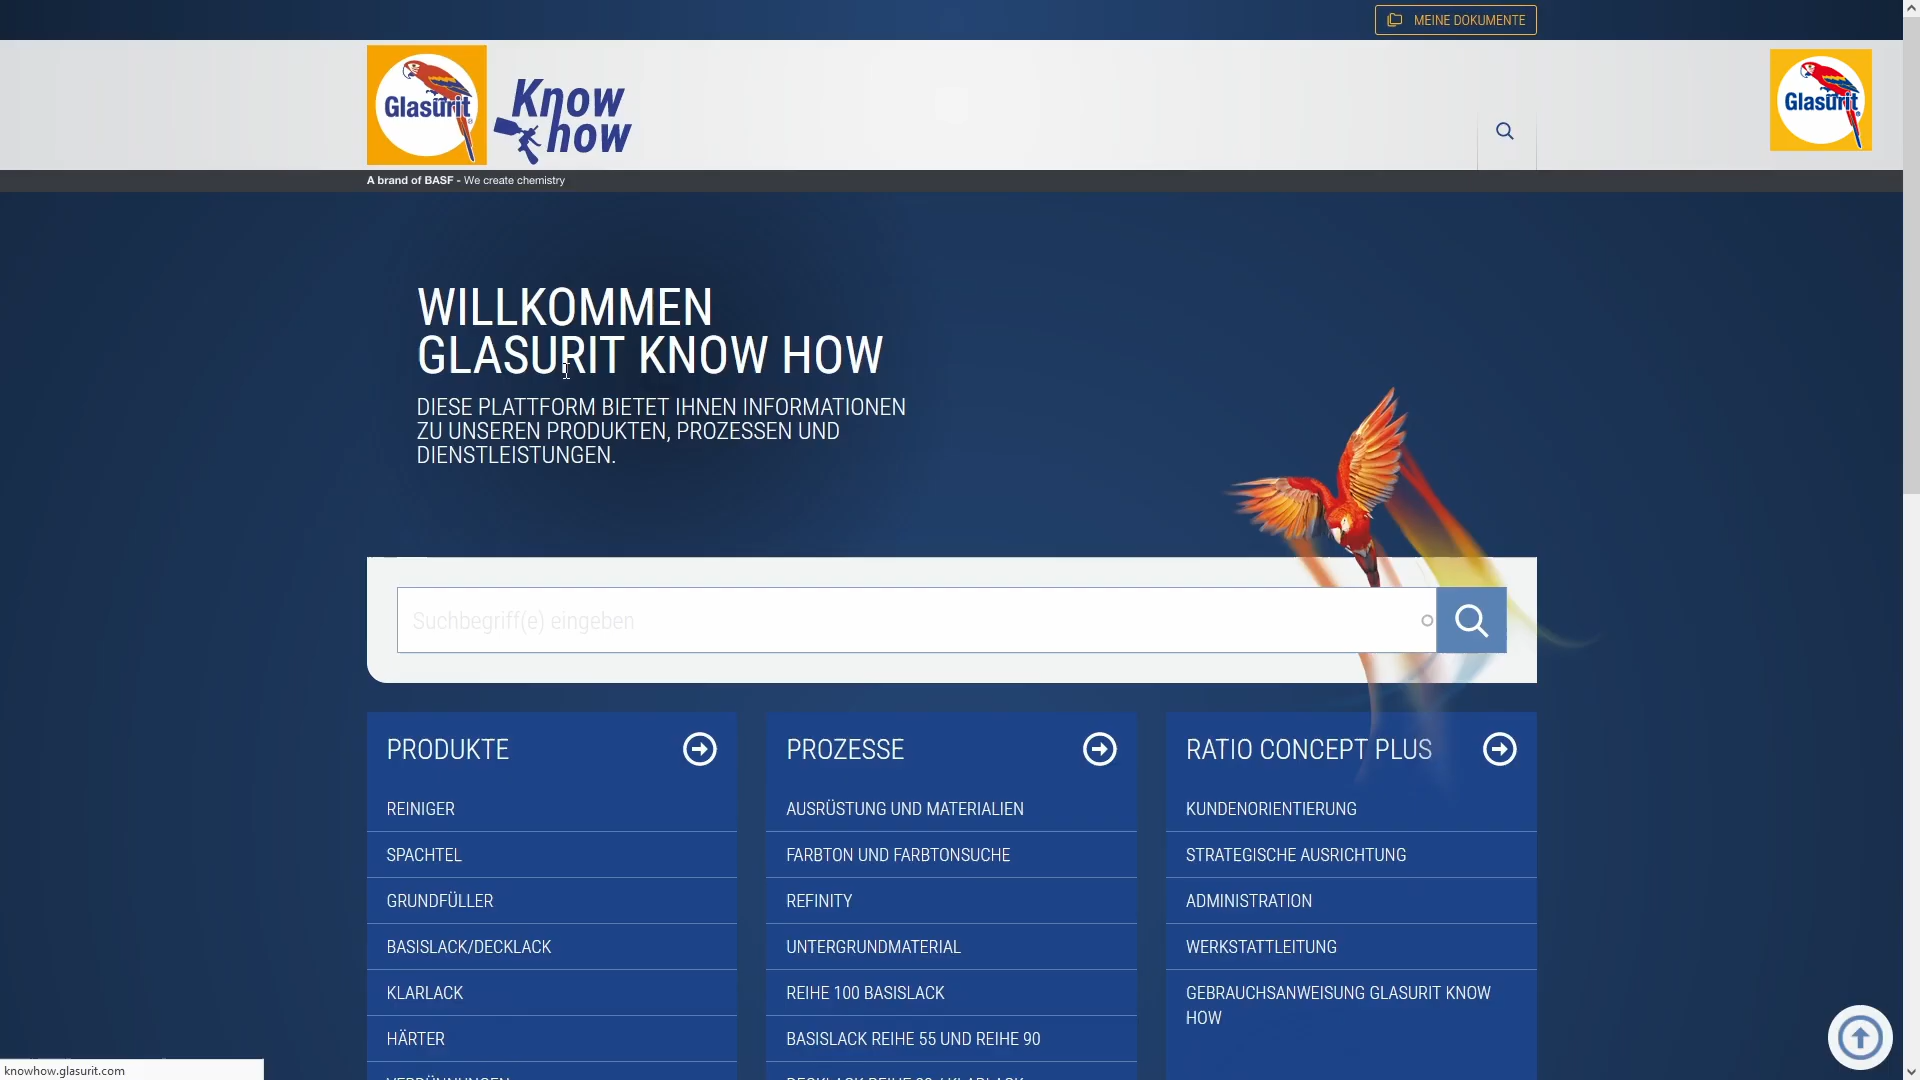 MEINE DOKUMENTE
Glasurit
Know
how
Glasurit
A brand of BASF - We create chemistry
WILLKOMMEN
GLASURIT KNOW HOW
DIESE PLATTFORM BIETET IHNEN INFORMATIONEN
ZU UNSEREN PRODUKTEN, PROZESSEN UND
DIENSTLEISTUNGEN.
Suchbegriff(e) eingeben
PRODUKTE
REINIGER
SPACHTEL
GRUNDFÜLLER
BASISLACK/DECKLACK
KLARLACK
HÄRTER
PROZESSE
AUSRÜSTUNG UND MATERIALIEN
FARBTON UND FARBTONSUCHE
REFINITY
UNTERGRUNDMATERIAL
REIHE 100 BASISLACK
BASISLACK REIHE 55 UND REIHE 90
RATIO CONCEPT PLUS
KUNDENORIENTIERUNG
STRATEGISCHE AUSRICHTUNG
ADMINISTRATION
WERKSTATTLEITUNG
GEBRAUCHSANWEISUNG GLASURIT KNOW
HOW
knowhow.glasurit.com